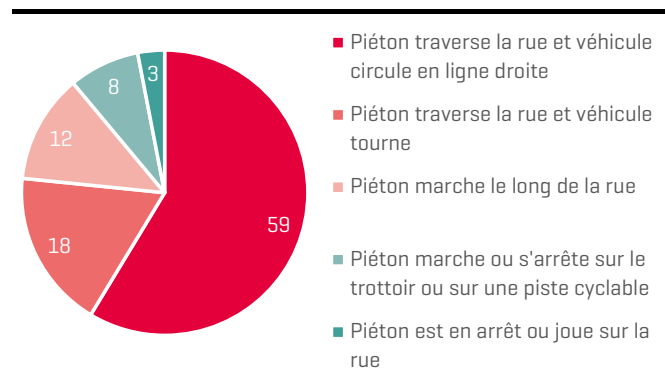 Piéton traverse la rue et véhicule
circule en ligne droite
Piéton traverse la rue et véhicule
tourne
Piéton marche le long de la rue
Piéton marche ou s'arrête sur le
trottoir ou sur une piste cyclable
Piéton est en arrêt ou joue sur la
rue
3
8
12
18
59